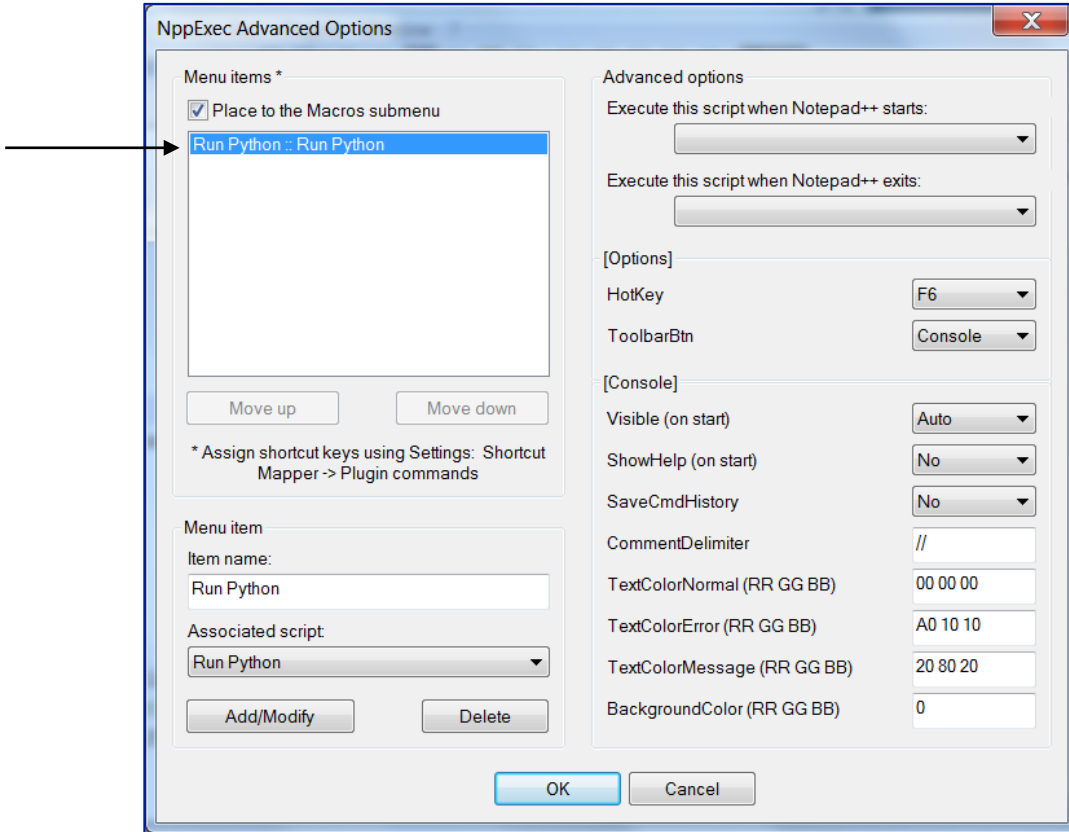 NppExec Advanced Options
X
Menu items *
Place to the Macros submenu
Run Python :: Run Python
Move up
Move down
* Assign shortcut keys using Settings: Shortcut
Mapper -> Plugin commands
Menu item
Item name:
Run Python
Associated script:
Run Python
Add/Modify
Delete
Advanced options
Execute this script when Notepad++ starts:
Execute this script when Notepad++ exits:
[Options]
HotKey
F6
ToolbarBtn
Console
[Console]
Visible (on start)
Auto
ShowHelp (on start)
No
SaveCmdHistory
No
CommentDelimiter
//
TextColorNormal (RR GG BB)
00 00 00
TextColorError (RR GG BB)
A0 10 10
TextColorMessage (RR GG BB)
20 80 20
BackgroundColor (RR GG BB)
0
OK
Cancel